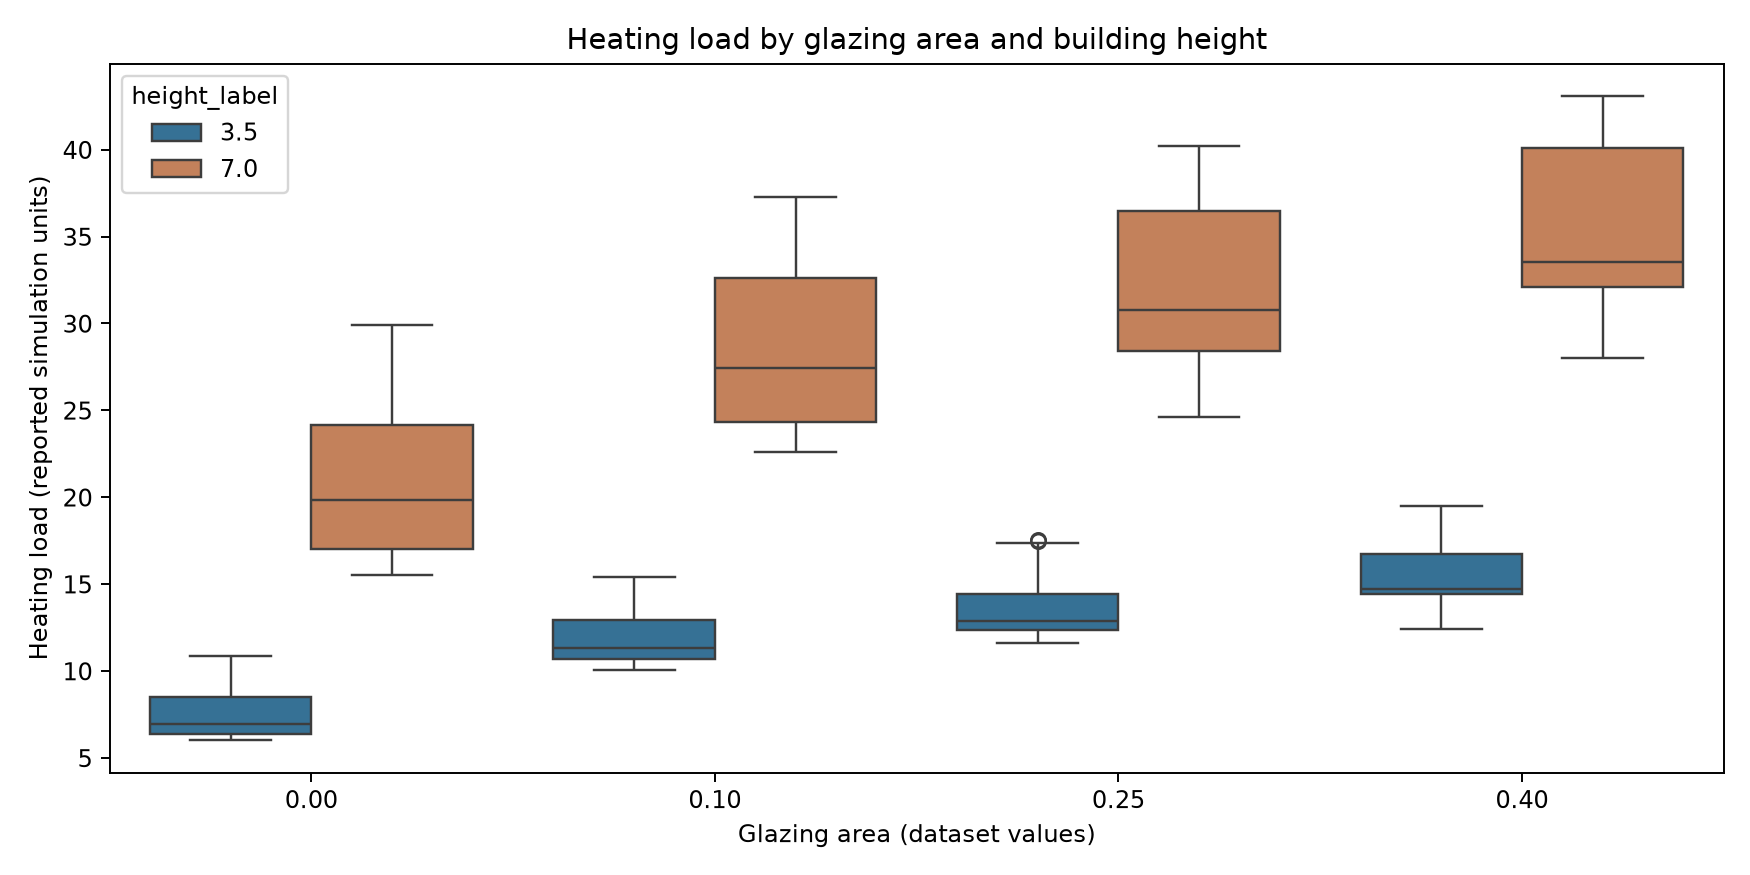 Heating load by glazing area and building height
height_label
3.5
7.0
Heating load (reported simulation units)
40
35
30
25
20
15
10
5
0.00 0.10 0.25 0.40
Glazing area (dataset values)